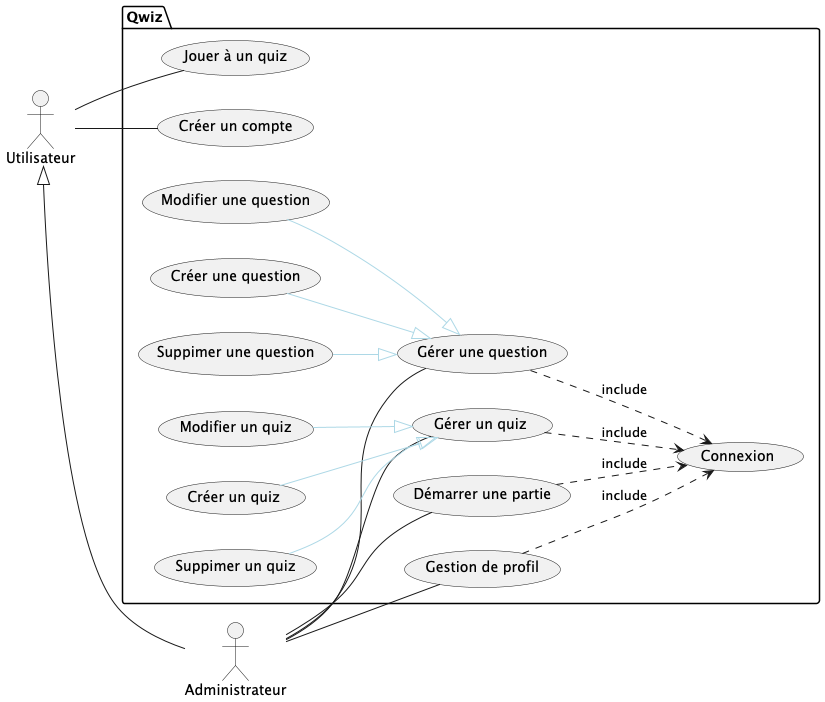 Qwiz
Jouer à un quiz
Créer un compte
Utilisateur
Modifier une question
Créer une question
Suppimer une question
Gérer une question
include
Modifier un quiz
Gérer un quiz
include
Connexion
include
Créer un quiz
Démarrer une partie
include
Suppimer un quiz
Gestion de profil
Administrateur